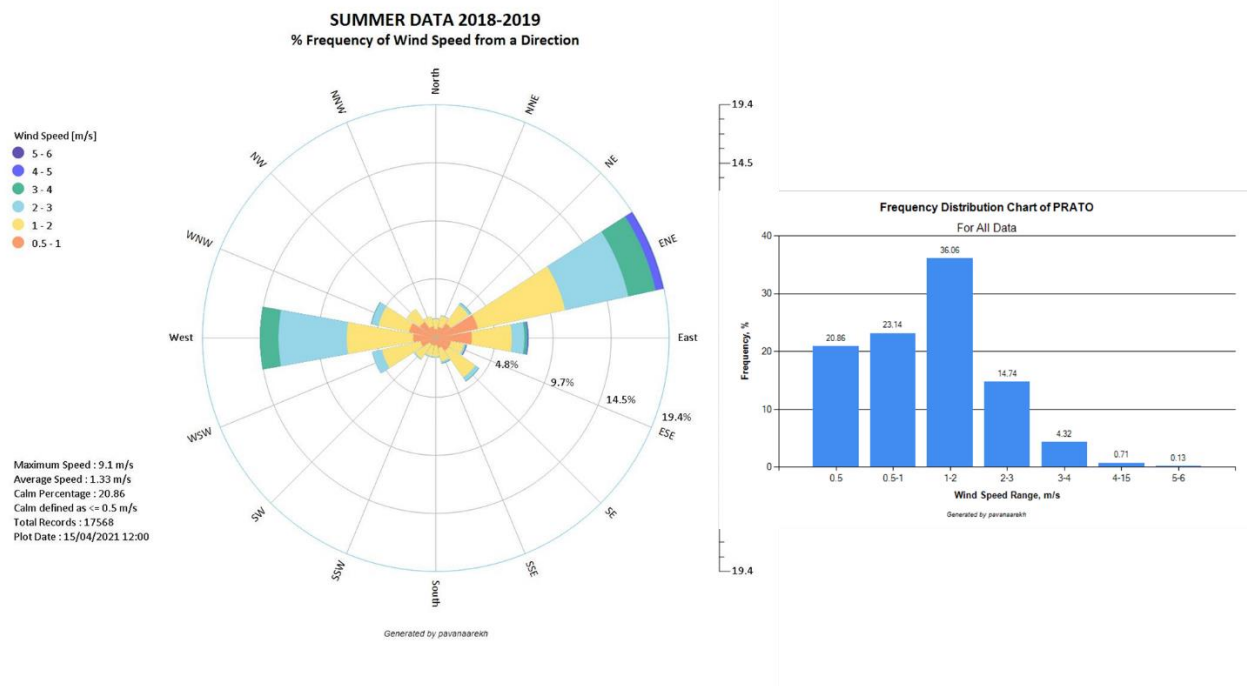 SUMMER DATA 2018-2019
% Frequency of Wind Speed from a Direction
Wind Speed [m/s]
5 - 6
4 - 5
3 - 4
2 - 3
1 - 2
0.5 - 1
North
NNE
NE
ENE
East
ESE
SE
SSE
South
SSW
SW
WSW
West
WNW
NW
NNW
4.8%
9.7%
14.5%
19.4%
19.4
14.5
14.5
19.4
Maximum Speed : 9.1 m/s
Average Speed : 1.33 m/s
Calm Percentage : 20.86
Calm defined as <= 0.5 m/s
Total Records : 17568
Plot Date : 15/04/2021 12:00
Generated by pavanaarekh
Frequency Distribution Chart of PRATO
For All Data
Frequency, %
40
30
20
10
0
20.86
23.14
36.06
14.74
4.32
0.71
0.13
0.5
0.5-1
1-2
2-3
3-4
4-15
5-6
Wind Speed Range, m/s
Generated by pavanaarekh